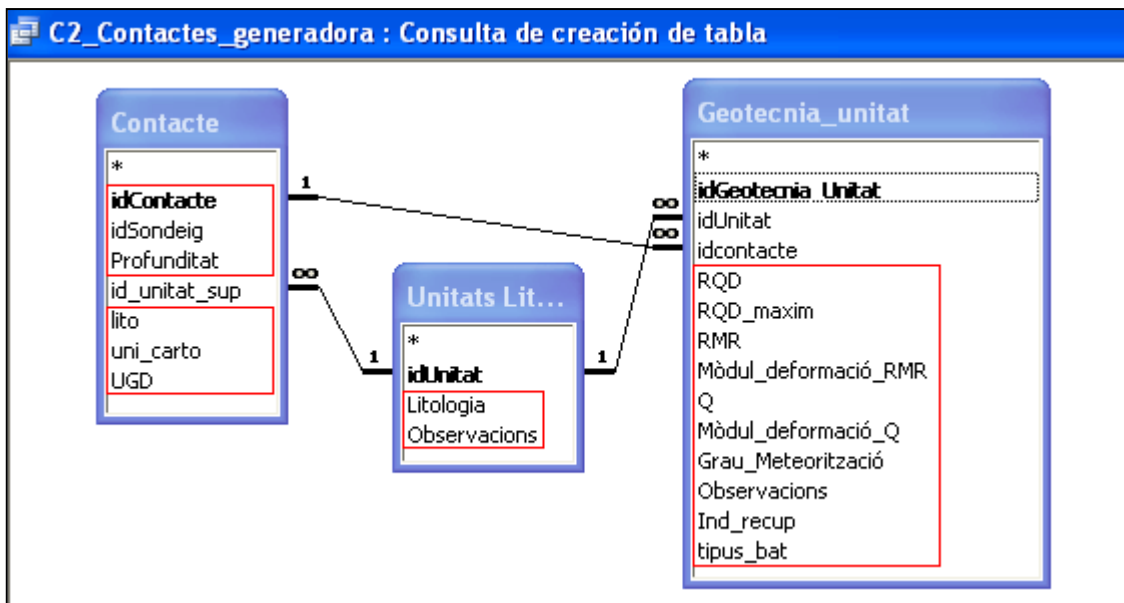 C2_Contactes_generadora : Consulta de creación de tabla
Contacte
*
idContacte
idSondeig
Profunditat
id_unitat_sup
lito
uni_carto
UGD
1
∞
Unitats Lit...
*
idUnitat
Litologia
Observacions
1
1
Geotecnia_unitat
*
idGeotecnia_Unitat
idUnitat
idcontacte
RQD
RQD_maxim
RMR
Mòdul_deformació_RMR
Q
Mòdul_deformació_Q
Grau_Meteorització
Observacions
Ind_recup
tipus_bat
∞
∞